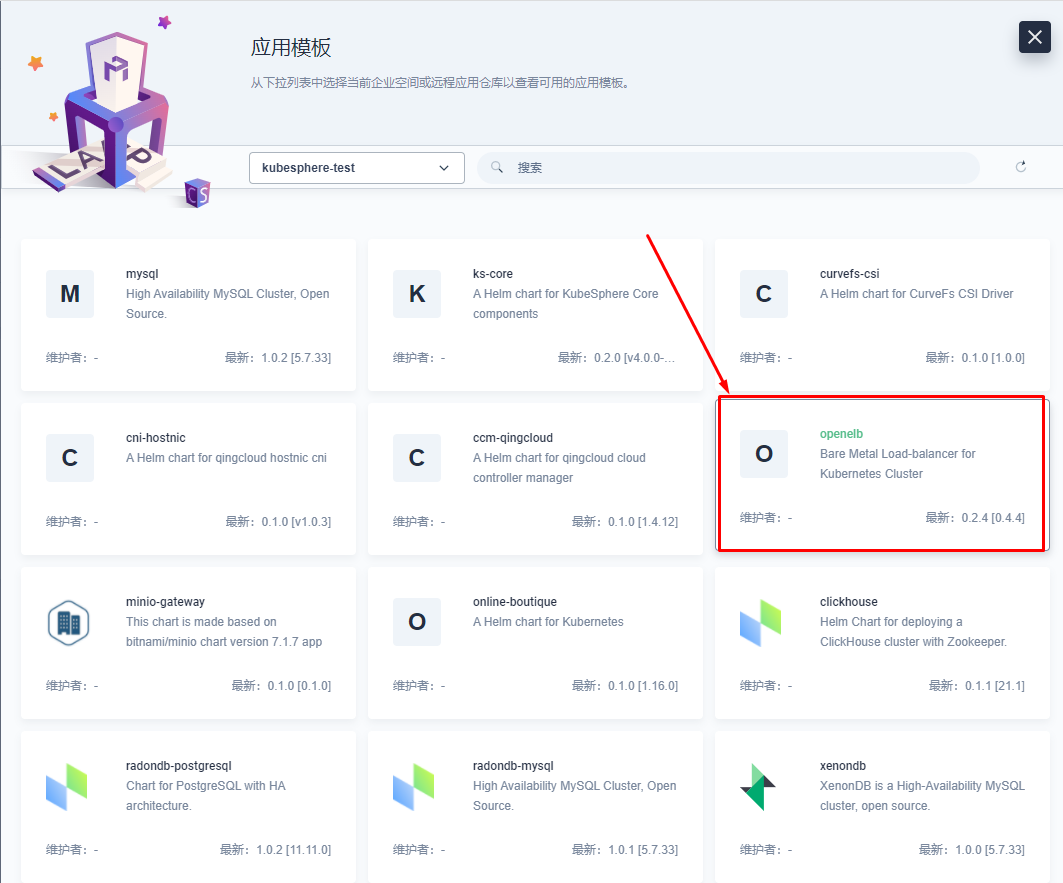 应用模板
从下拉列表中选择当前企业空间或远程应用仓库以查看可用的应用模板。
LAP
CS
kubesphere-test
搜索
M
mysql
High Availability MySQL Cluster, Open
Source.
维护者：-
最新：1.0.2 [5.7.33]
K
ks-core
A Helm chart for KubeSphere Core
components
维护者：-
最新：0.2.0 [v4.0.0-...
C
curvefs-csi
A Helm chart for CurveFs CSI Driver
维护者：-
最新：0.1.0 [1.0.0]
C
cni-hostnic
A Helm chart for qingcloud hostnic cni
维护者：-
最新：0.1.0 [v1.0.3]
C
ccm-qingcloud
A Helm chart for qingcloud cloud
controller manager
维护者：-
最新：0.1.0 [1.4.12]
O
openelb
Bare Metal Load-balancer for
Kubernetes Cluster
维护者：-
最新：0.2.4 [0.4.4]
minio-gateway
This chart is made based on
bitnami/minio chart version 7.1.7 app
维护者：-
最新：0.1.0 [0.1.0]
O
online-boutique
A Helm chart for Kubernetes
维护者：-
最新：0.1.0 [1.16.0]
clickhouse
Helm Chart for deploying a
ClickHouse cluster with Zookeeper.
维护者：-
最新：0.1.1 [21.1]
radondb-postgresql
Chart for PostgreSQL with HA
architecture.
维护者：-
最新：1.0.2 [11.11.0]
radondb-mysql
High Availability MySQL Cluster, Open
Source.
维护者：-
最新：1.0.1 [5.7.33]
xenondb
XenonDB is a High-Availability MySQL
cluster, open source.
维护者：-
最新：1.0.0 [5.7.33]